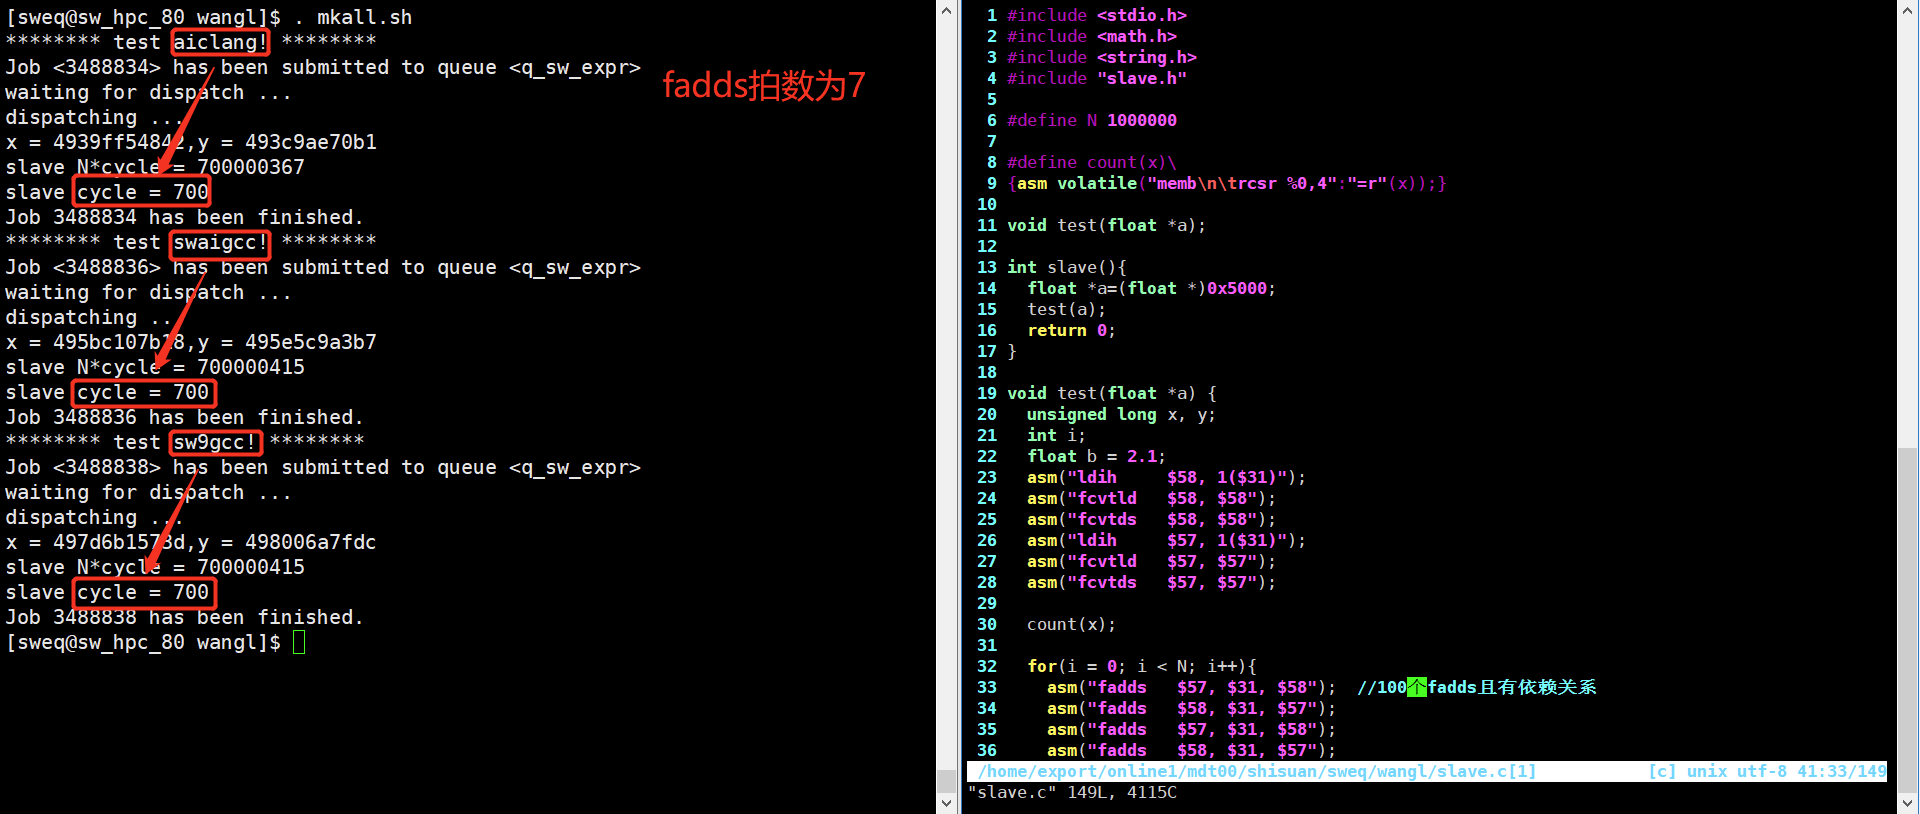 [sweq@sw_hpc_80 wangl]$ . mkall.sh
******** test aiclang! ********
Job <3488834> has been submitted to queue <q_sw_expr>
waiting for dispatch ...
dispatching ...
x = 4939ff54842,y = 493c9ae70b1
slave N*cycle = 700000367
slave cycle = 700
Job 3488834 has been finished.
******** test swaigcc! ********
Job <3488836> has been submitted to queue <q_sw_expr>
waiting for dispatch ...
dispatching ..
x = 495bc107b18,y = 495e5c9a3b7
slave N*cycle = 700000415
slave cycle = 700
Job 3488836 has been finished.
******** test sw9gcc! ********
Job <3488838> has been submitted to queue <q_sw_expr>
waiting for dispatch ...
dispatching ...
x = 497d6b1573d,y = 498006a7fdc
slave N*cycle = 700000415
slave cycle = 700
Job 3488838 has been finished.
[sweq@sw_hpc_80 wangl]$
fadds拍数为7
1 #include <stdio.h>
2 #include <math.h>
3 #include <string.h>
4 #include "slave.h"
5
6 #define N 1000000
7
8 #define count(x)\
9 {asm volatile("memb\n\trcsr %0,4":"=r"(x));}
10
11 void test(float *a);
12
13 int slave(){
14 float *a=(float *)0x5000;
15 test(a);
16 return 0;
17 }
18
19 void test(float *a) {
20 unsigned long x, y;
21 int i;
22 float b = 2.1;
23 asm("ldih $58, 1($31)");
24 asm("fcvtld $58, $58");
25 asm("fcvtds $58, $58");
26 asm("ldih $57, 1($31)");
27 asm("fcvtld $57, $57");
28 asm("fcvtds $57, $57");
29
30 count(x);
31
32 for(i = 0; i < N; i++){
33 asm("fadds $57, $31, $58"); //100个fadds且有依赖关系
34 asm("fadds $58, $31, $57");
35 asm("fadds $57, $31, $58");
36 asm("fadds $58, $31, $57");
/home/export/online1/mdt00/shisuan/sweq/wangl/slave.c[1] [c] unix utf-8 41:33/149
"slave.c" 149L, 4115C